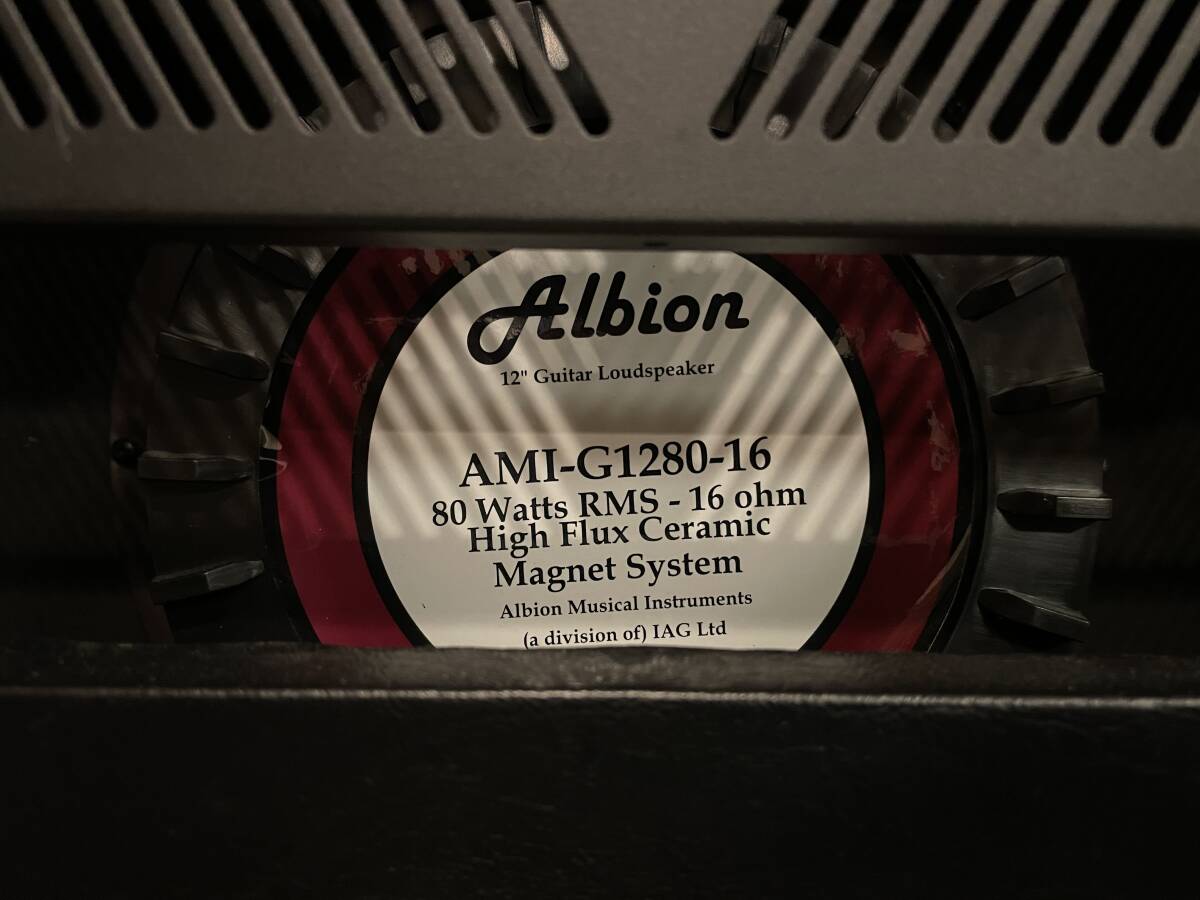 Albion
12" Guitar Loudspeaker
AMI-G1280-16
80 Watts RMS - 16 ohm
High Flux Ceramic
Magnet System
Albion Musical Instruments
(a division of) IAG Ltd